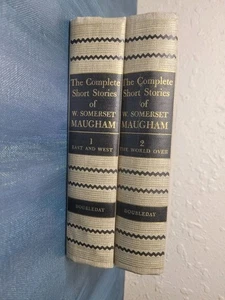 The Complete
Short Stories
of
W. SOMERSET
MAUGHAM
1
EAST AND WEST
DOUBLEDAY
The Complete
Short Stories
of
W. SOMERSET
MAUGHAM
2
THE WORLD OVER
DOUBLEDAY